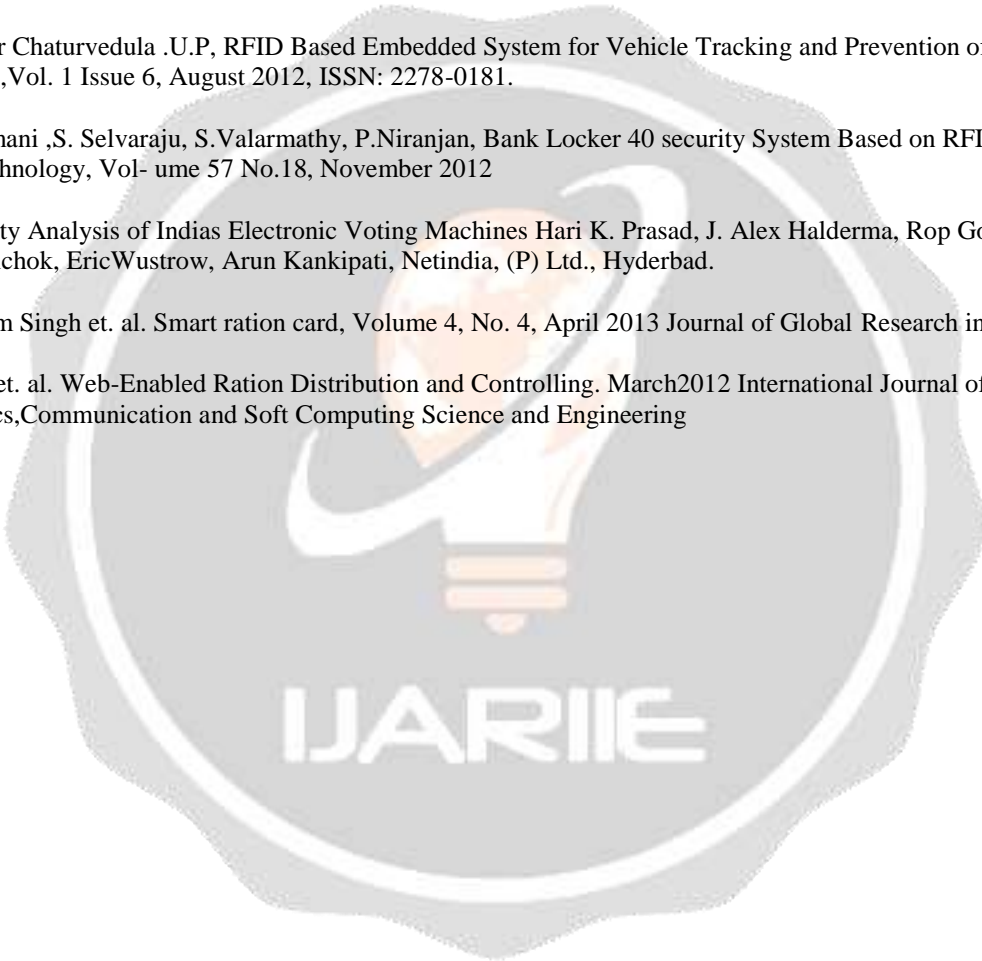 r Chaturvedula .U.P, RFID Based Embedded System for Vehicle Tracking and Prevention of
,Vol. 1 Issue 6, August 2012, ISSN: 2278-0181.
nani ,S. Selvaraju, S.Valarmathy, P.Niranjan, Bank Locker 40 security System Based on RFI
hnology, Vol- ume 57 No.18, November 2012
ty Analysis of Indias Electronic Voting Machines Hari K. Prasad, J. Alex Halderma, Rop Go
chok, EricWustrow, Arun Kankipati, Netindia, (P) Ltd., Hyderbad.
m Singh et. al. Smart ration card, Volume 4, No. 4, April 2013 Journal of Global Research in
et. al. Web-Enabled Ration Distribution and Controlling. March2012 International Journal of
cs,Communication and Soft Computing Science and Engineering
IJARIIE